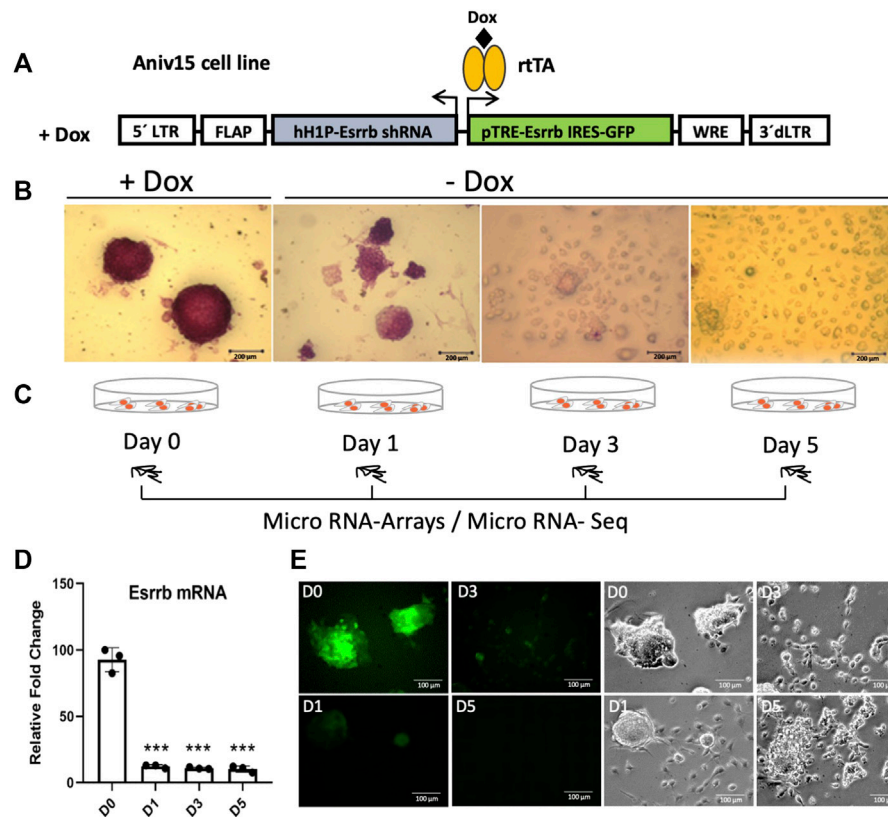 Dox
A
Aniv15 cell line
rtTA
+ Dox
5´ LTR
FLAP
hH1P-Esrrb shRNA
pTRE-Esrrb IRES-GFP
WRE
3´dLTR
B
+ Dox
- Dox
200 µm
200 µm
200 µm
200 µm
C
Day 0
Day 1
Day 3
Day 5
Micro RNA-Arrays / Micro RNA- Seq
D
Esrrb mRNA
Relative Fold Change
150
100
50
0
***
***
***
D0
D1
D3
D5
E
D0
100 µm
D3
100 µm
D0
100 µm
D3
100 µm
D1
100 µm
D5
100 µm
D1
100 µm
D5
100 µm